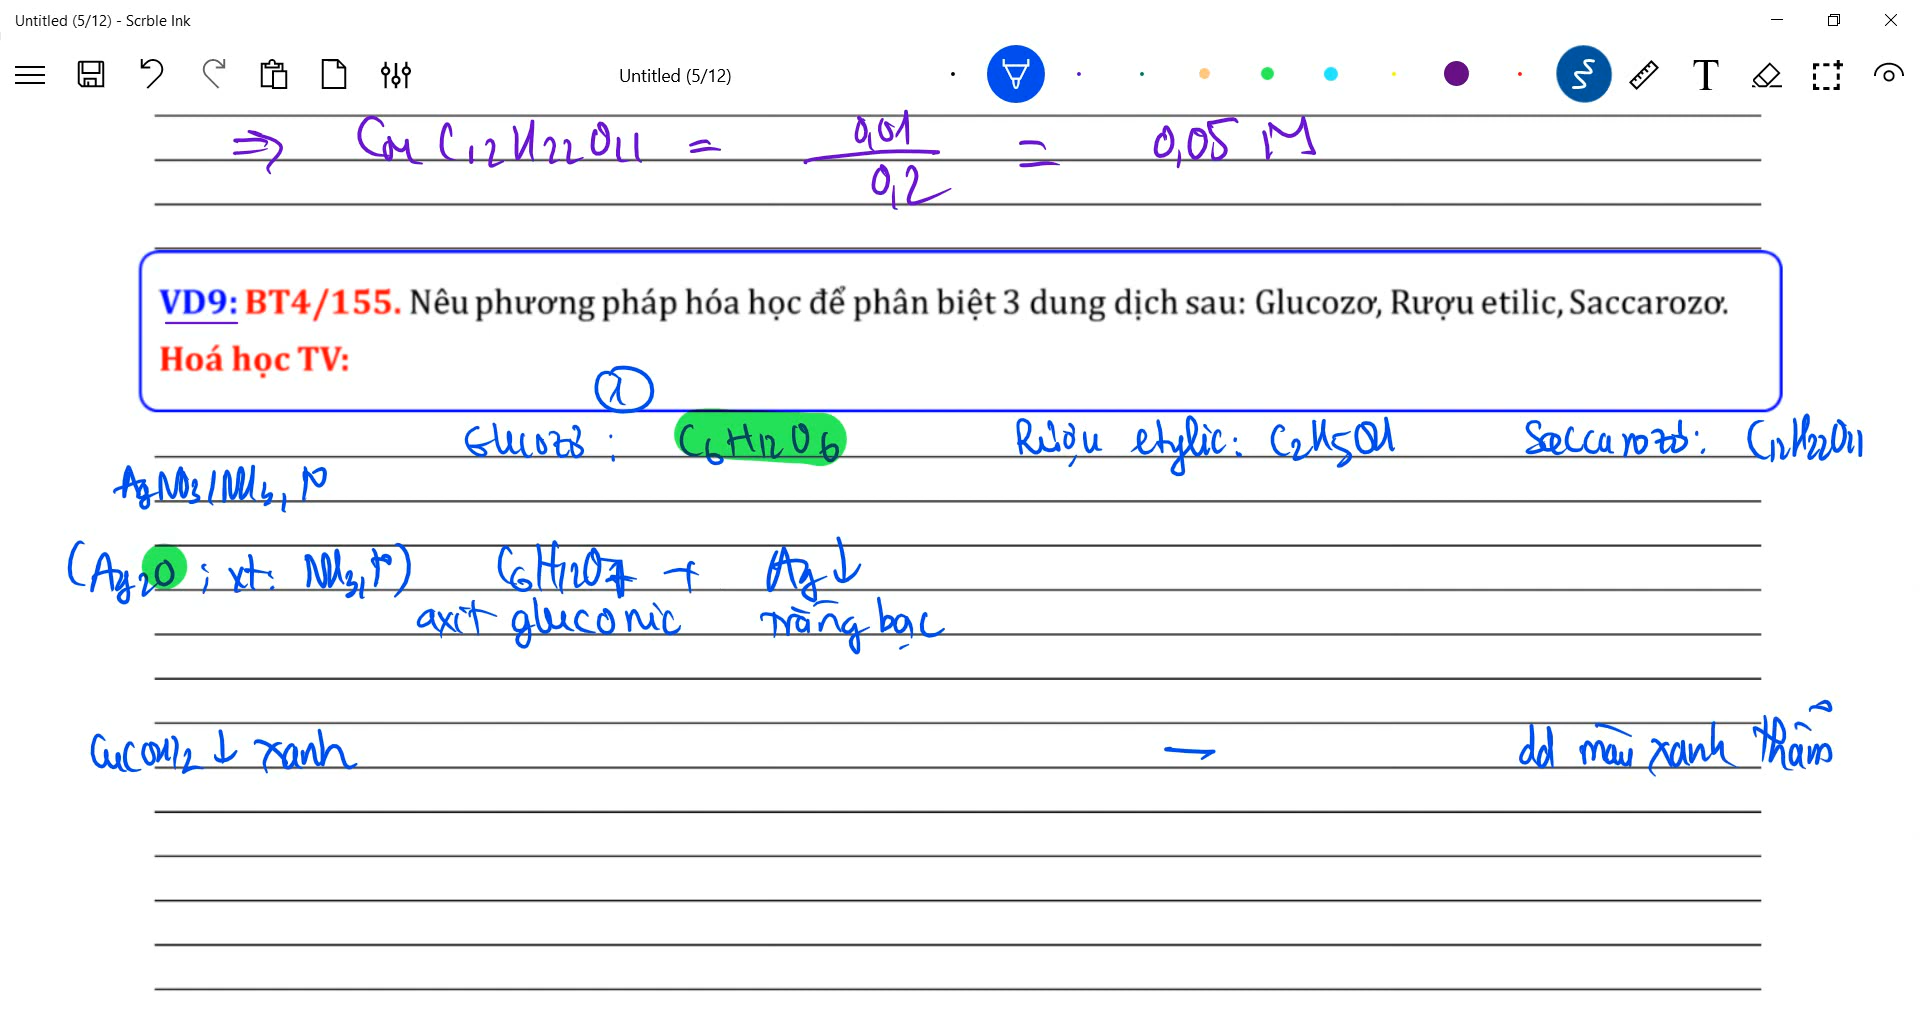 Untitled (5/12) - Scrble Ink
Untitled (5/12)
T
⇒ CM C12H22O11 = 0,01 / 0,2 = 0,05 M
VD9: BT4/155. Nêu phương pháp hóa học để phân biệt 3 dung dịch sau: Glucozơ, Rượu etilic, Saccarozơ.
Hoá học TV:
Glucozơ : C6H12O6 Rượu etylic: C2H5OH Saccarozơ: C12H22O11
AgNO3/NH3, to
(Ag2O ; xt: NH3, to) C6H12O7 + Ag↓
axit gluconic trắng bạc
Cu(OH)2 ↓ xanh — dd màu xanh thẫm